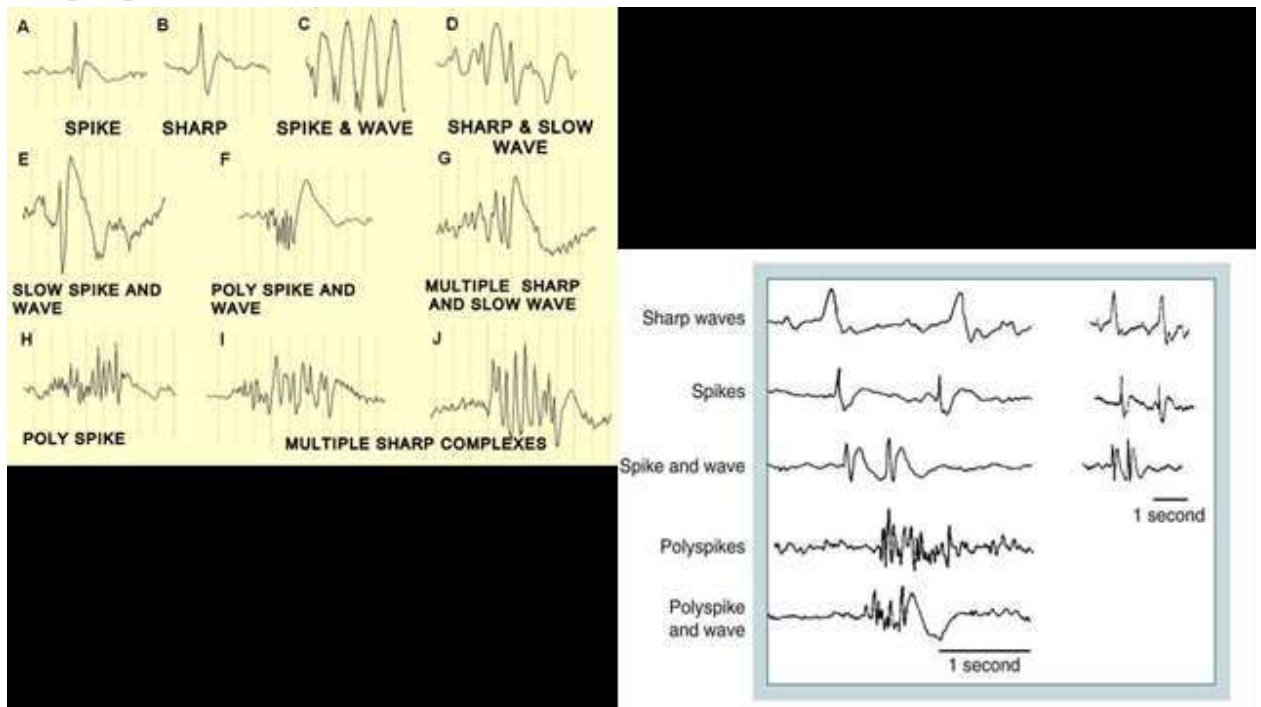 A
B
C
D
SPIKE
SHARP
SPIKE & WAVE
SHARP & SLOW
WAVE
E
F
G
SLOW SPIKE AND
WAVE
POLY SPIKE AND
WAVE
MULTIPLE SHARP
AND SLOW WAVE
H
I
J
POLY SPIKE
MULTIPLE SHARP COMPLEXES
Sharp waves
Spikes
Spike and wave
1 second
Polyspikes
Polyspike
and wave
1 second